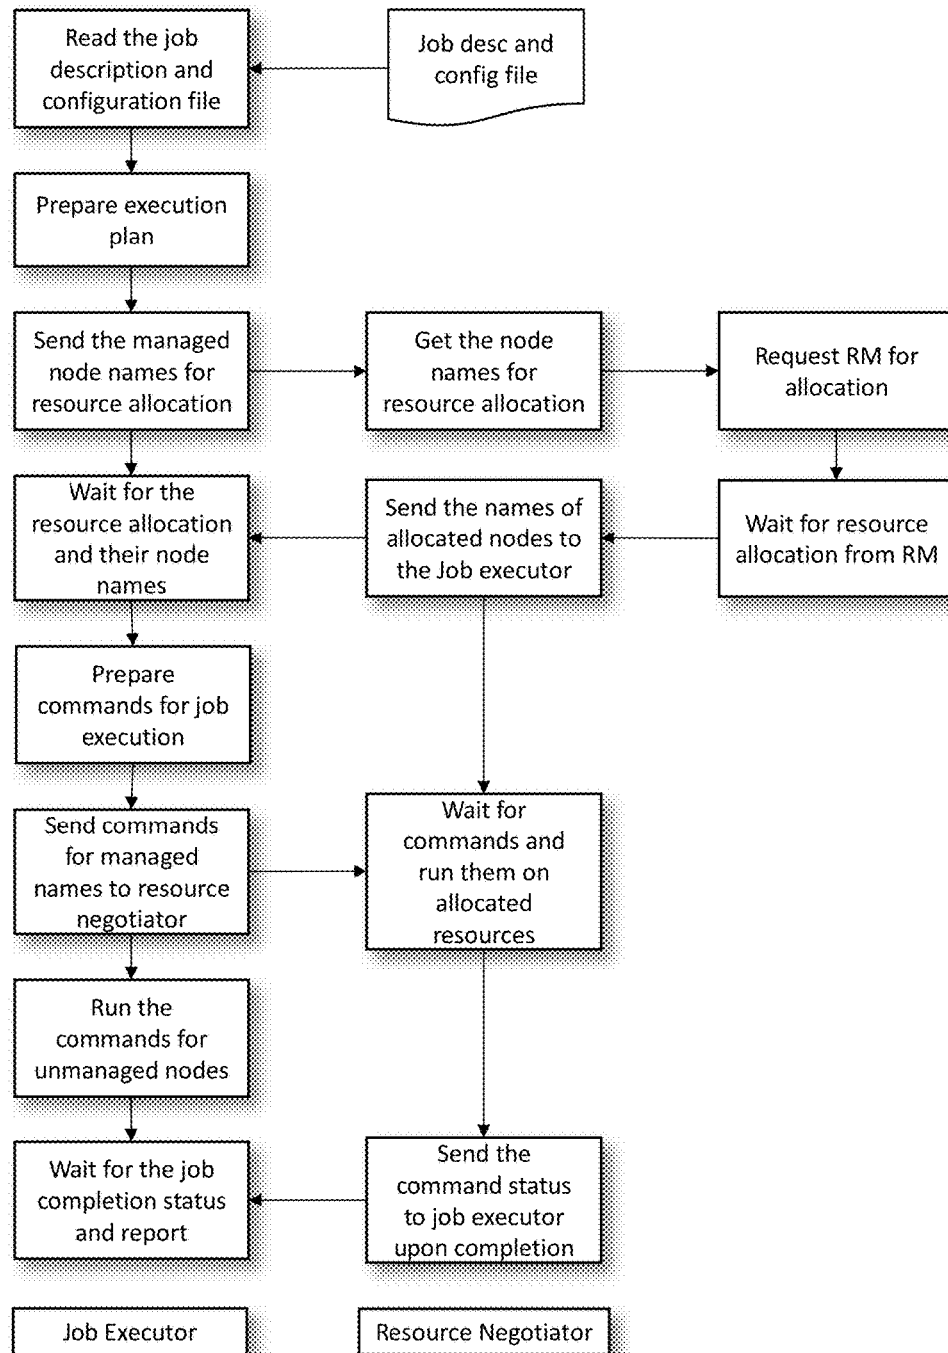 Read the job
description and
configuration file
Job desc and
config file
Prepare execution
plan
Send the managed
node names for
resource allocation
Get the node
names for
resource allocation
Request RM for
allocation
Wait for the
resource allocation
and their node
names
Send the names of
allocated nodes to
the Job executor
Wait for resource
allocation from RM
Prepare
commands for job
execution
Send commands
for managed
names to resource
negotiator
Wait for
commands and
run them on
allocated
resources
Run the
commands for
unmanaged nodes
Wait for the job
completion status
and report
Send the
command status
to job executor
upon completion
Job Executor
Resource Negotiator